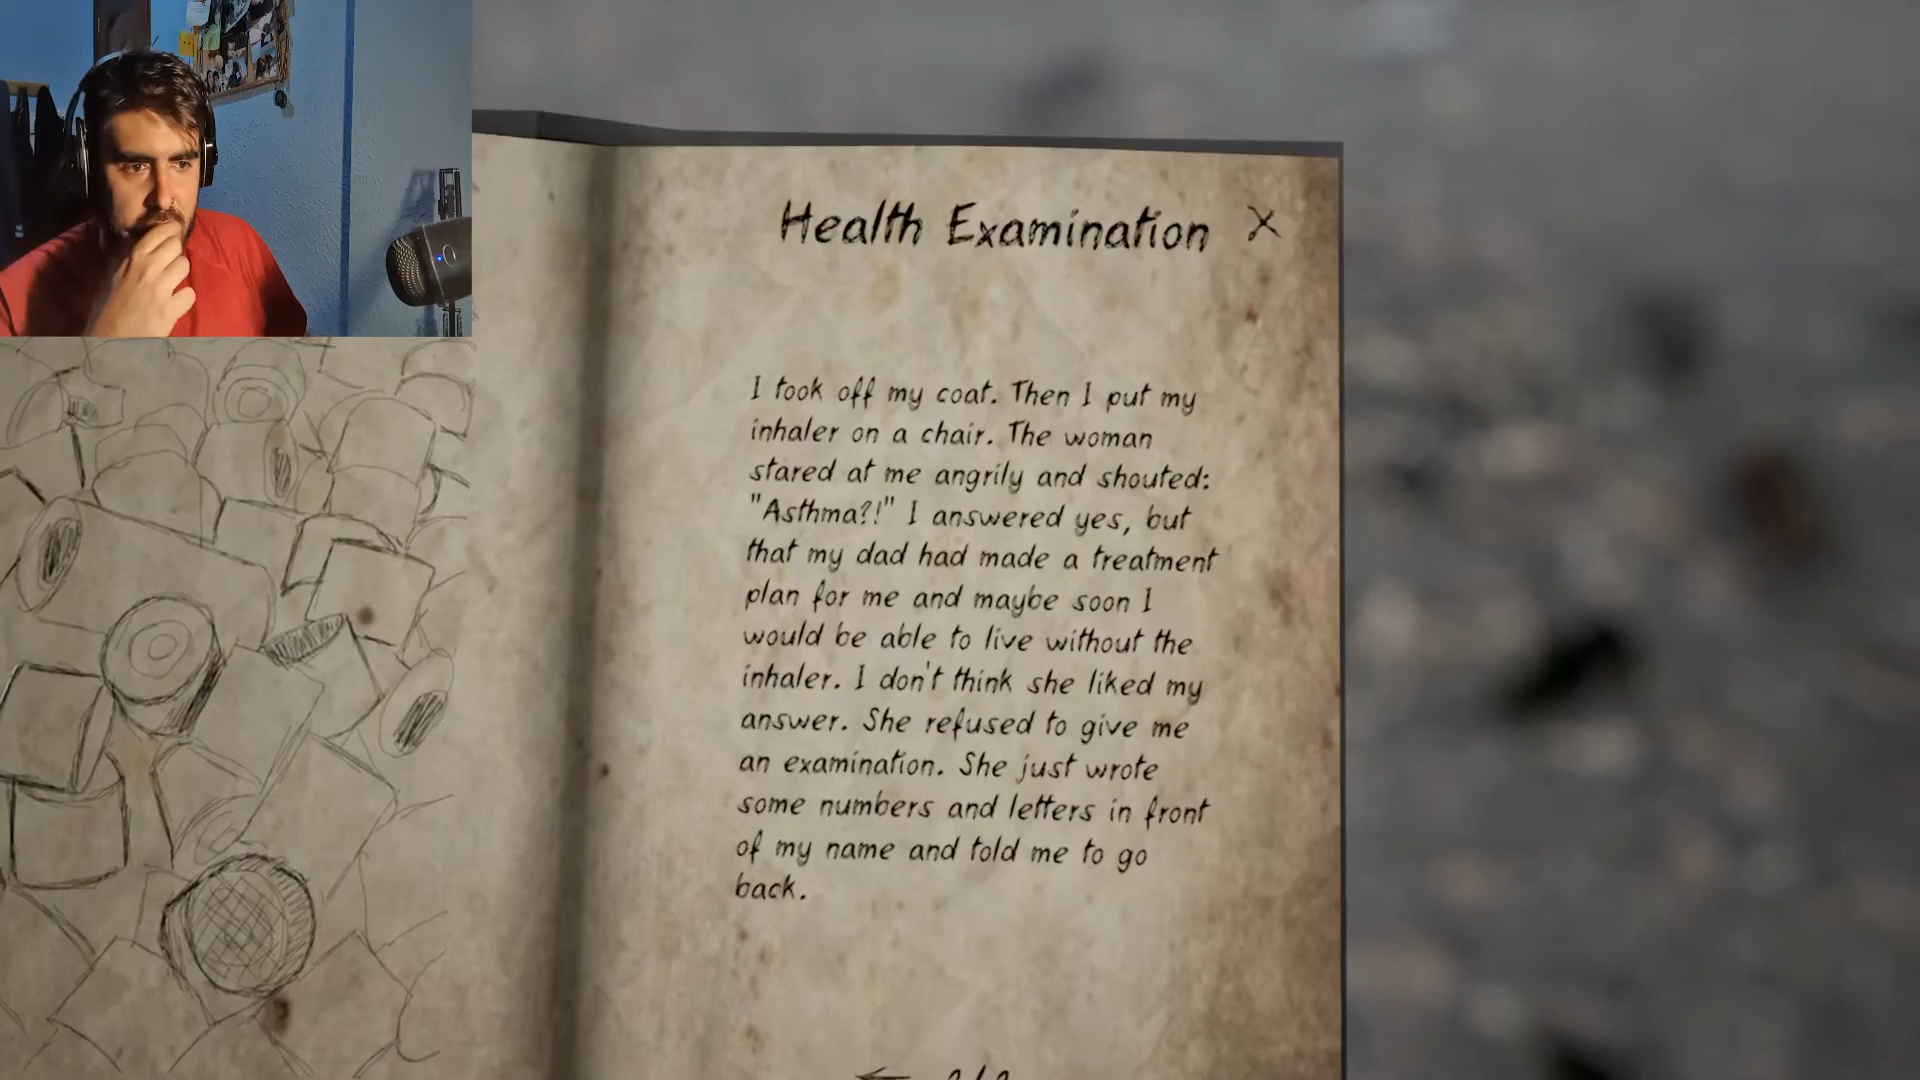 Health Examination X
I took off my coat. Then I put my
inhaler on a chair. The woman
stared at me angrily and shouted:
"Asthma?!" I answered yes, but
that my dad had made a treatment
plan for me and maybe soon I
would be able to live without the
inhaler. I don't think she liked my
answer. She refused to give me
an examination. She just wrote
some numbers and letters in front
of my name and told me to go
back.